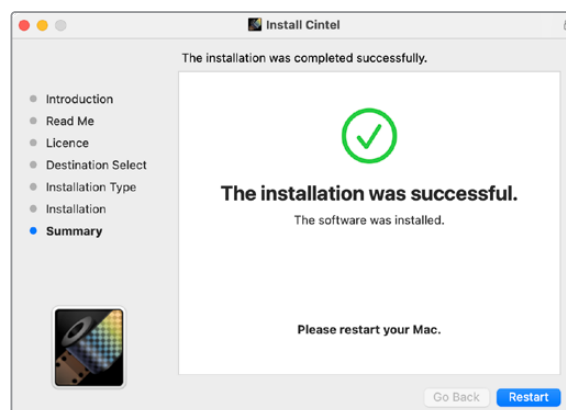 Install Cintel
The installation was completed successfully.
Introduction
Read Me
Licence
Destination Select
Installation Type
Installation
Summary
The installation was successful.
The software was installed.
Please restart your Mac.
Go Back
Restart